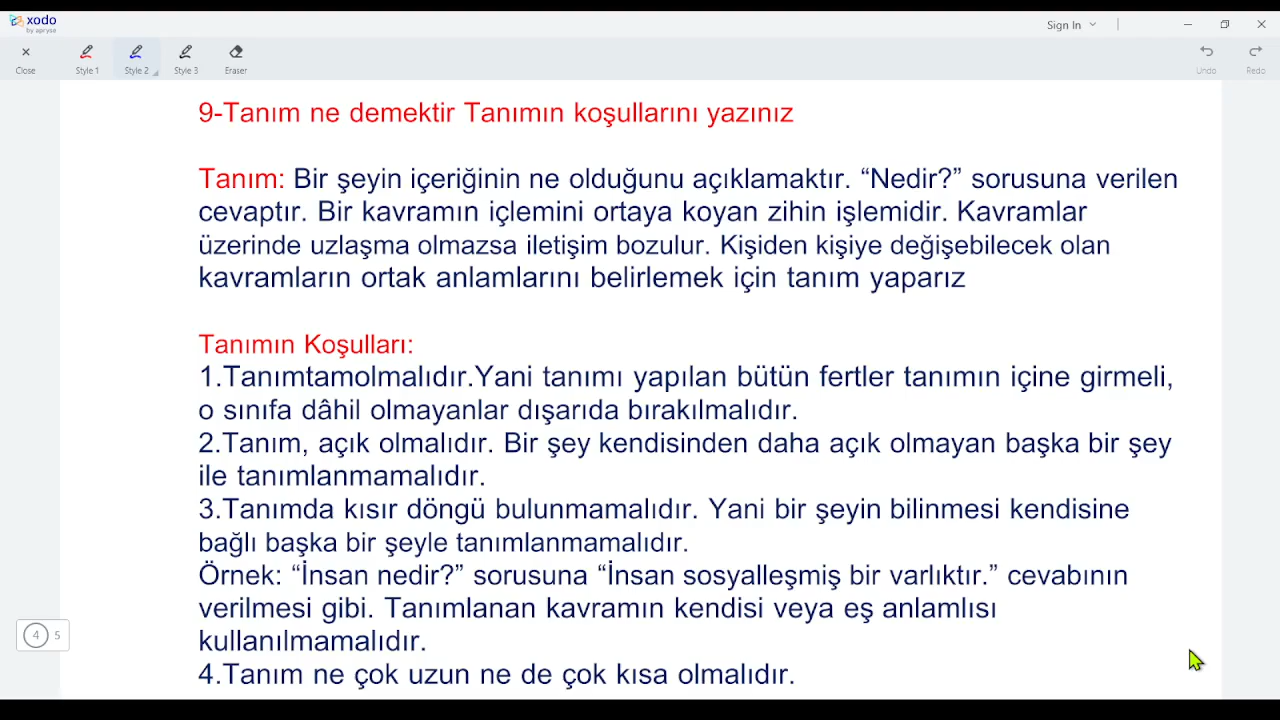 xodo
by apryse
Sign In
Close
Style 1
Style 2
Style 3
Eraser
Undo
Redo
9-Tanım ne demektir Tanımın koşullarını yazınız
Tanım: Bir şeyin içeriğinin ne olduğunu açıklamaktır. “Nedir?” sorusuna verilen
cevaptır. Bir kavramın içlemini ortaya koyan zihin işlemidir. Kavramlar
üzerinde uzlaşma olmazsa iletişim bozulur. Kişiden kişiye değişebilecek olan
kavramların ortak anlamlarını belirlemek için tanım yaparız
Tanımın Koşulları:
1.Tanımtamolmalıdır.Yani tanımı yapılan bütün fertler tanımın içine girmeli,
o sınıfa dâhil olmayanlar dışarıda bırakılmalıdır.
2.Tanım, açık olmalıdır. Bir şey kendisinden daha açık olmayan başka bir şey
ile tanımlanmamalıdır.
3.Tanımda kısır döngü bulunmamalıdır. Yani bir şeyin bilinmesi kendisine
bağlı başka bir şeyle tanımlanmamalıdır.
Örnek: “İnsan nedir?” sorusuna “İnsan sosyalleşmiş bir varlıktır.” cevabının
verilmesi gibi. Tanımlanan kavramın kendisi veya eş anlamlısı
kullanılmamalıdır.
4.Tanım ne çok uzun ne de çok kısa olmalıdır.
4 5